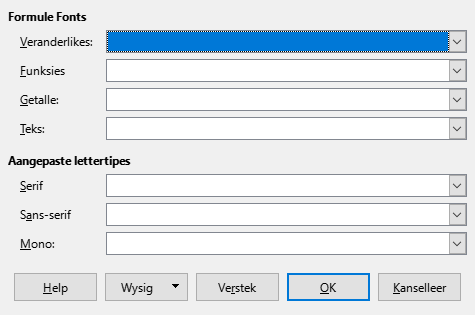 Formule Fonts
Veranderlikes:
Funksies
Getalle:
Teks:
Aangepaste lettertipes
Serif
Sans-serif
Mono:
Help Wysig Verstek OK Kanselleer